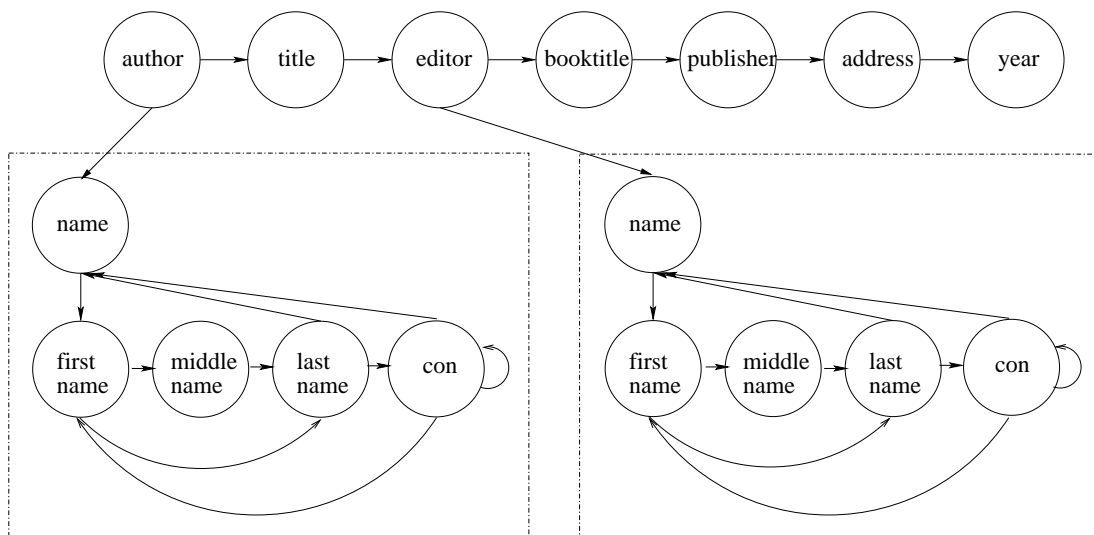 author title editor booktitle publisher address year
name name
first middle last con first middle last con
name name name name name name